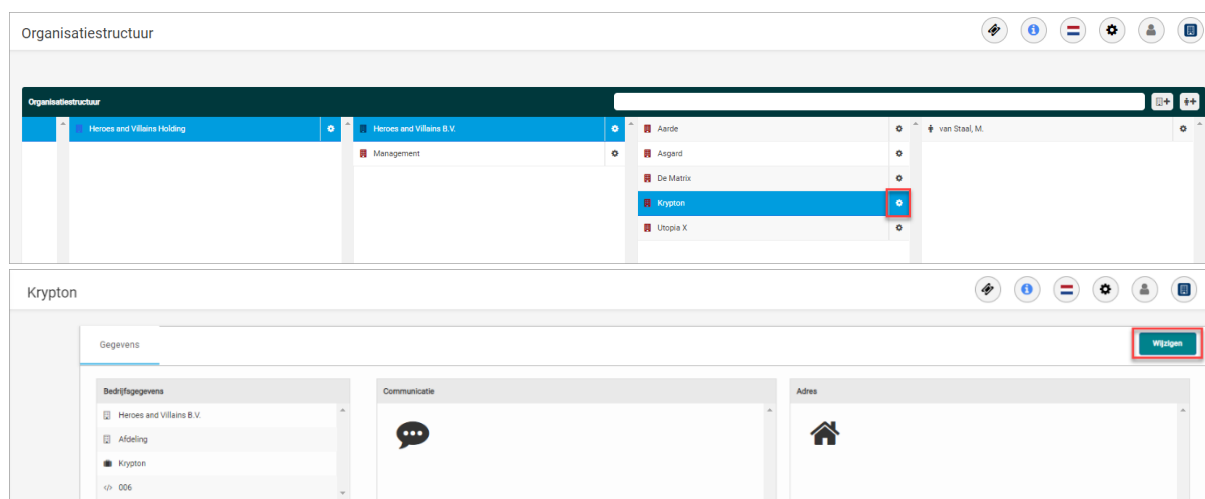 Organisatiestructuur
Organisatiestructuur
Heroes and Villains Holding
Heroes and Villains B.V.
Aarde
van Staal, M.
Management
Asgard
De Matrix
Krypton
Utopia X
Krypton
Gegevens
Wijzigen
Bedrijfsgegevens
Communicatie
Adres
Heroes and Villains B.V.
Afdeling
Krypton
</> 006